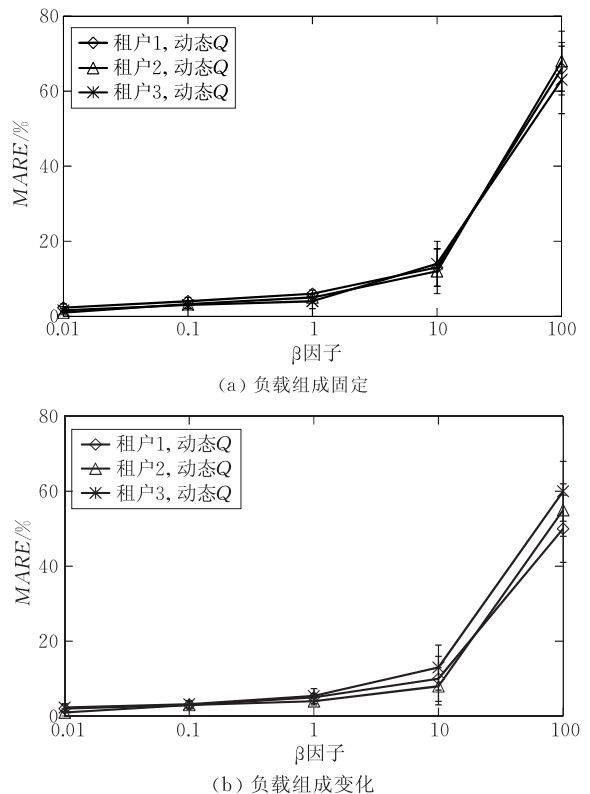 80
60
40
20
0
MARE/%
租户1, 动态Q
租户2, 动态Q
租户3, 动态Q
0.01 0.1 1 10 100
β因子
(a) 负载组成固定
80
60
40
20
0
MARE/%
租户1, 动态Q
租户2, 动态Q
租户3, 动态Q
0.01 0.1 1 10 100
β因子
(b) 负载组成变化